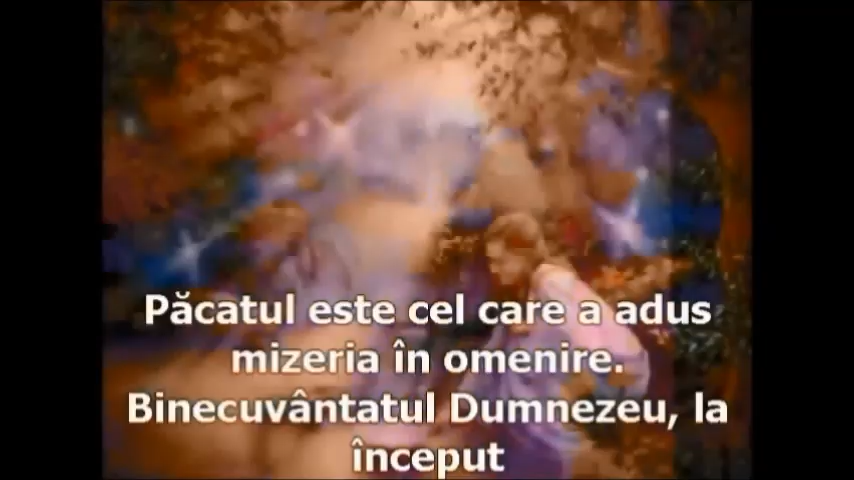 Păcatul este cel care a adus
mizeria în omenire.
Binecuvântatul Dumnezeu, la
început